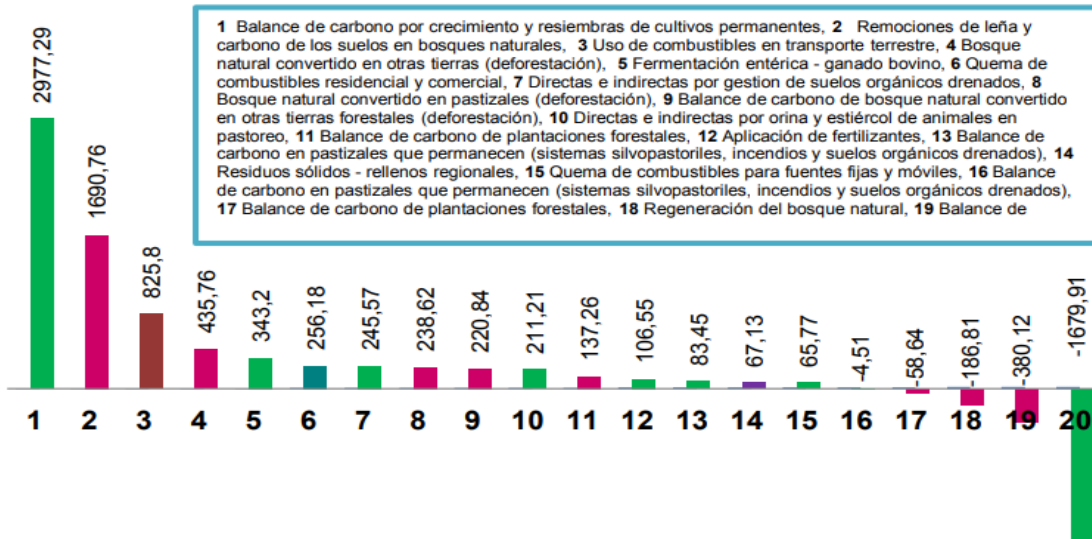 1 Balance de carbono por crecimiento y resiembras de cultivos permanentes, 2 Remociones de leña y
carbono de los suelos en bosques naturales, 3 Uso de combustibles en transporte terrestre, 4 Bosque
natural convertido en otras tierras (deforestación), 5 Fermentación entérica - ganado bovino, 6 Quema de
combustibles residencial y comercial, 7 Directas e indirectas por gestion de suelos orgánicos drenados, 8
Bosque natural convertido en pastizales (deforestación), 9 Balance de carbono de bosque natural convertido
en otras tierras forestales (deforestación), 10 Directas e indirectas por orina y estiércol de animales en
pastoreo, 11 Balance de carbono de plantaciones forestales, 12 Aplicación de fertilizantes, 13 Balance de
carbono en pastizales que permanecen (sistemas silvopastoriles, incendios y suelos orgánicos drenados), 14
Residuos sólidos - rellenos regionales, 15 Quema de combustibles para fuentes fijas y móviles, 16 Balance
de carbono en pastizales que permanecen (sistemas silvopastoriles, incendios y suelos orgánicos drenados),
17 Balance de carbono de plantaciones forestales, 18 Regeneración del bosque natural, 19 Balance de
2977,29
1690,76
825,8
435,76
343,2
256,18
245,57
238,62
220,84
211,21
137,26
106,55
83,45
67,13
65,77
-4,51
-58,64
-186,81
-380,12
-1679,91
1 2 3 4 5 6 7 8 9 10 11 12 13 14 15 16 17 18 19 20